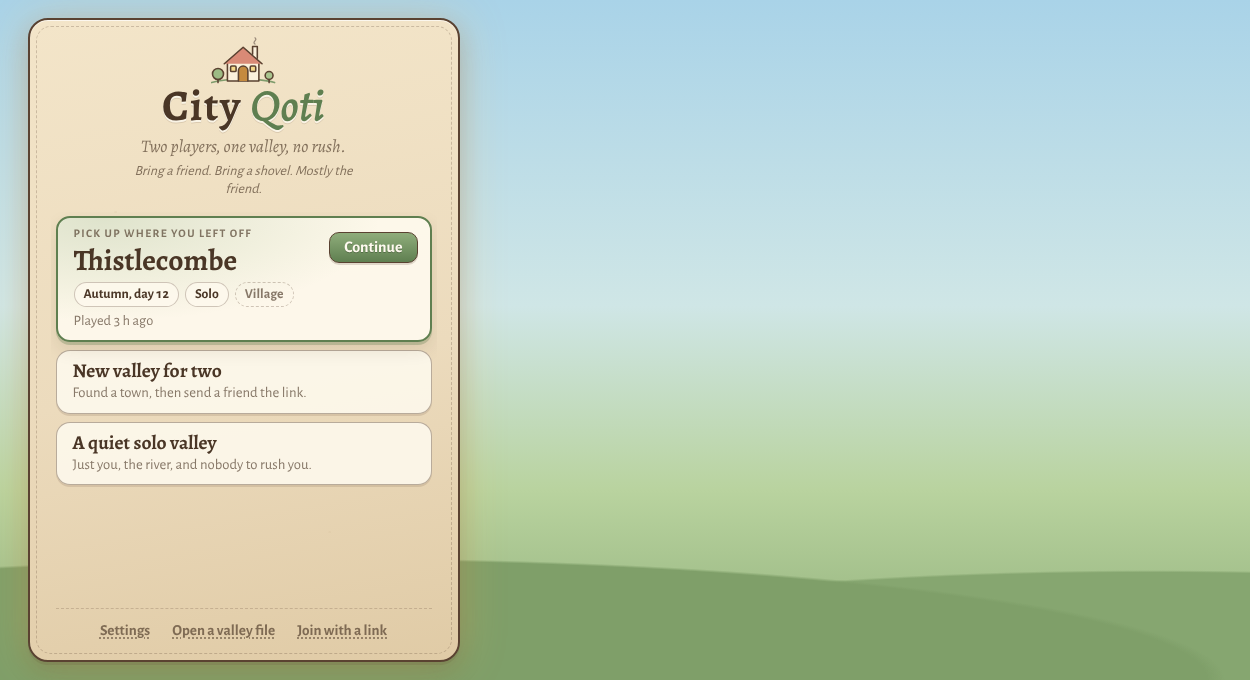 City Qoti
Two players, one valley, no rush.
Bring a friend. Bring a shovel. Mostly the
friend.
PICK UP WHERE YOU LEFT OFF
Thistlecombe
Continue
Autumn, day 12
Solo
Village
Played 3 h ago
New valley for two
Found a town, then send a friend the link.
A quiet solo valley
Just you, the river, and nobody to rush you.
Settings
Open a valley file
Join with a link